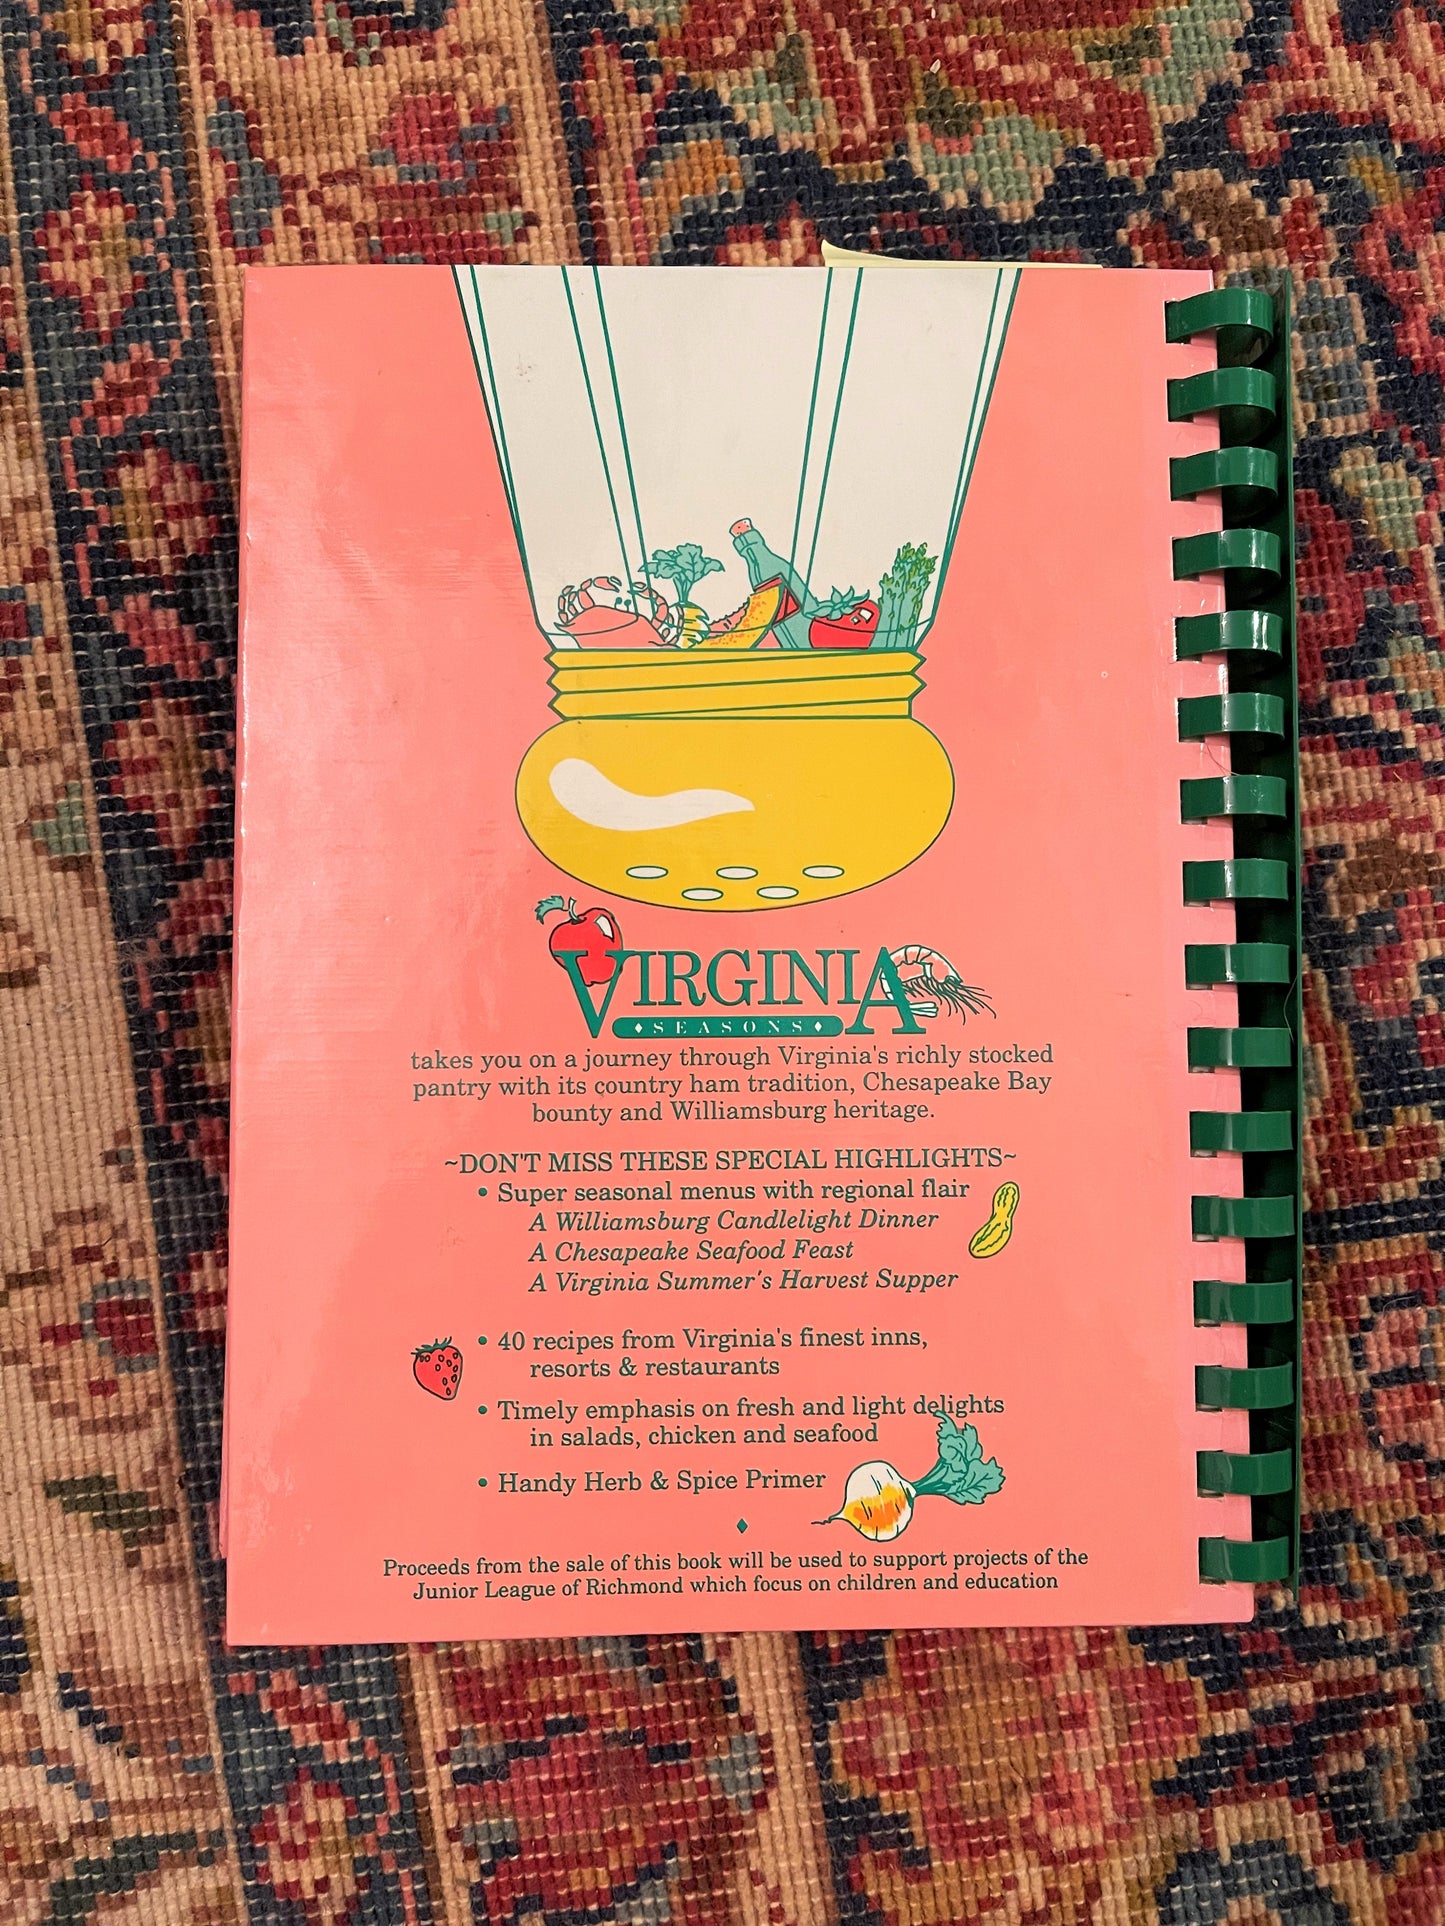 VIRGINIA
♦ SEASONS ♦
takes you on a journey through Virginia's richly stocked
pantry with its country ham tradition, Chesapeake Bay
bounty and Williamsburg heritage.
~DON'T MISS THESE SPECIAL HIGHLIGHTS~
• Super seasonal menus with regional flair
A Williamsburg Candlelight Dinner
A Chesapeake Seafood Feast
A Virginia Summer's Harvest Supper
• 40 recipes from Virginia's finest inns,
resorts & restaurants
• Timely emphasis on fresh and light delights
in salads, chicken and seafood
• Handy Herb & Spice Primer
Proceeds from the sale of this book will be used to support projects of the
Junior League of Richmond which focus on children and education